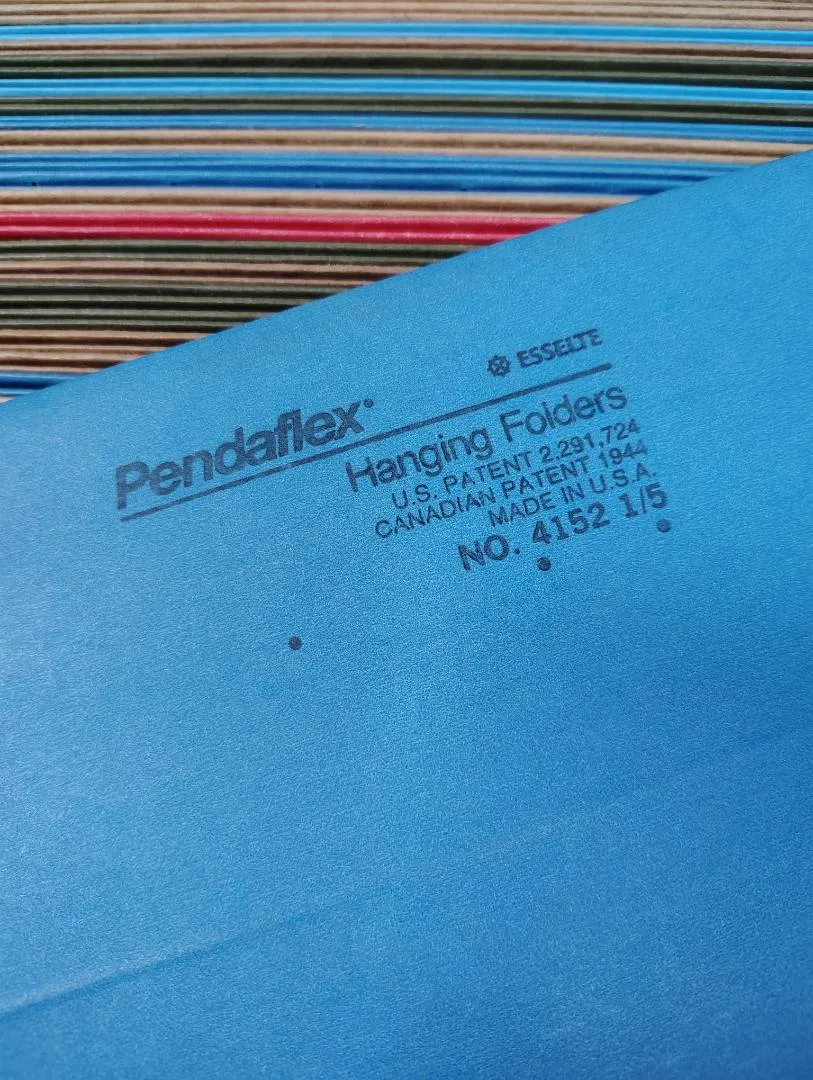 ESSELTE
Pendaflex®
Hanging Folders
U.S. PATENT 2,291,724
CANADIAN PATENT 1944
MADE IN U.S.A.
NO. 4152 1/5